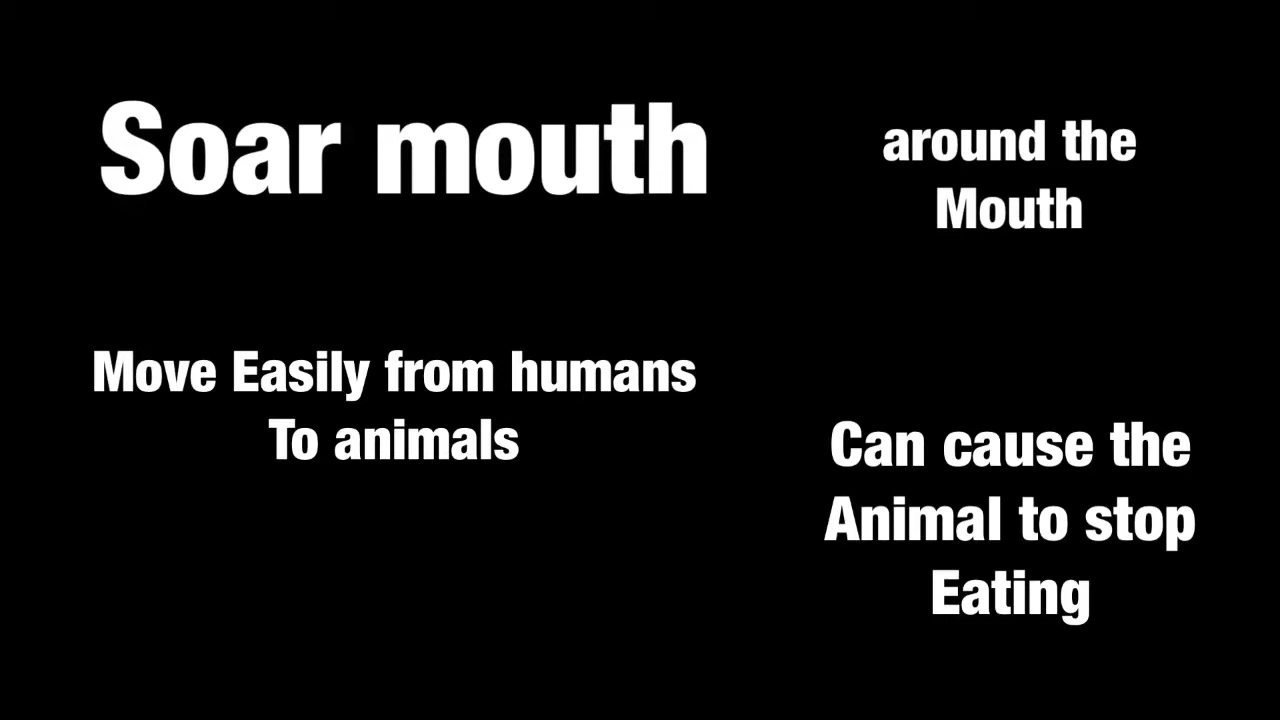 Soar mouth
around the
Mouth
Move Easily from humans
To animals
Can cause the
Animal to stop
Eating